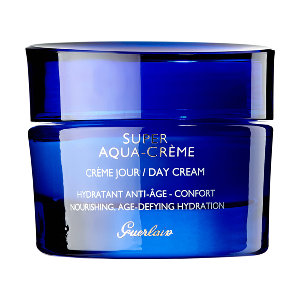 SUPER
AQUA-CRÈME
CRÈME JOUR / DAY CREAM
HYDRATANT ANTI-ÂGE - CONFORT
NOURISHING, AGE-DEFYING HYDRATION
Guerlain